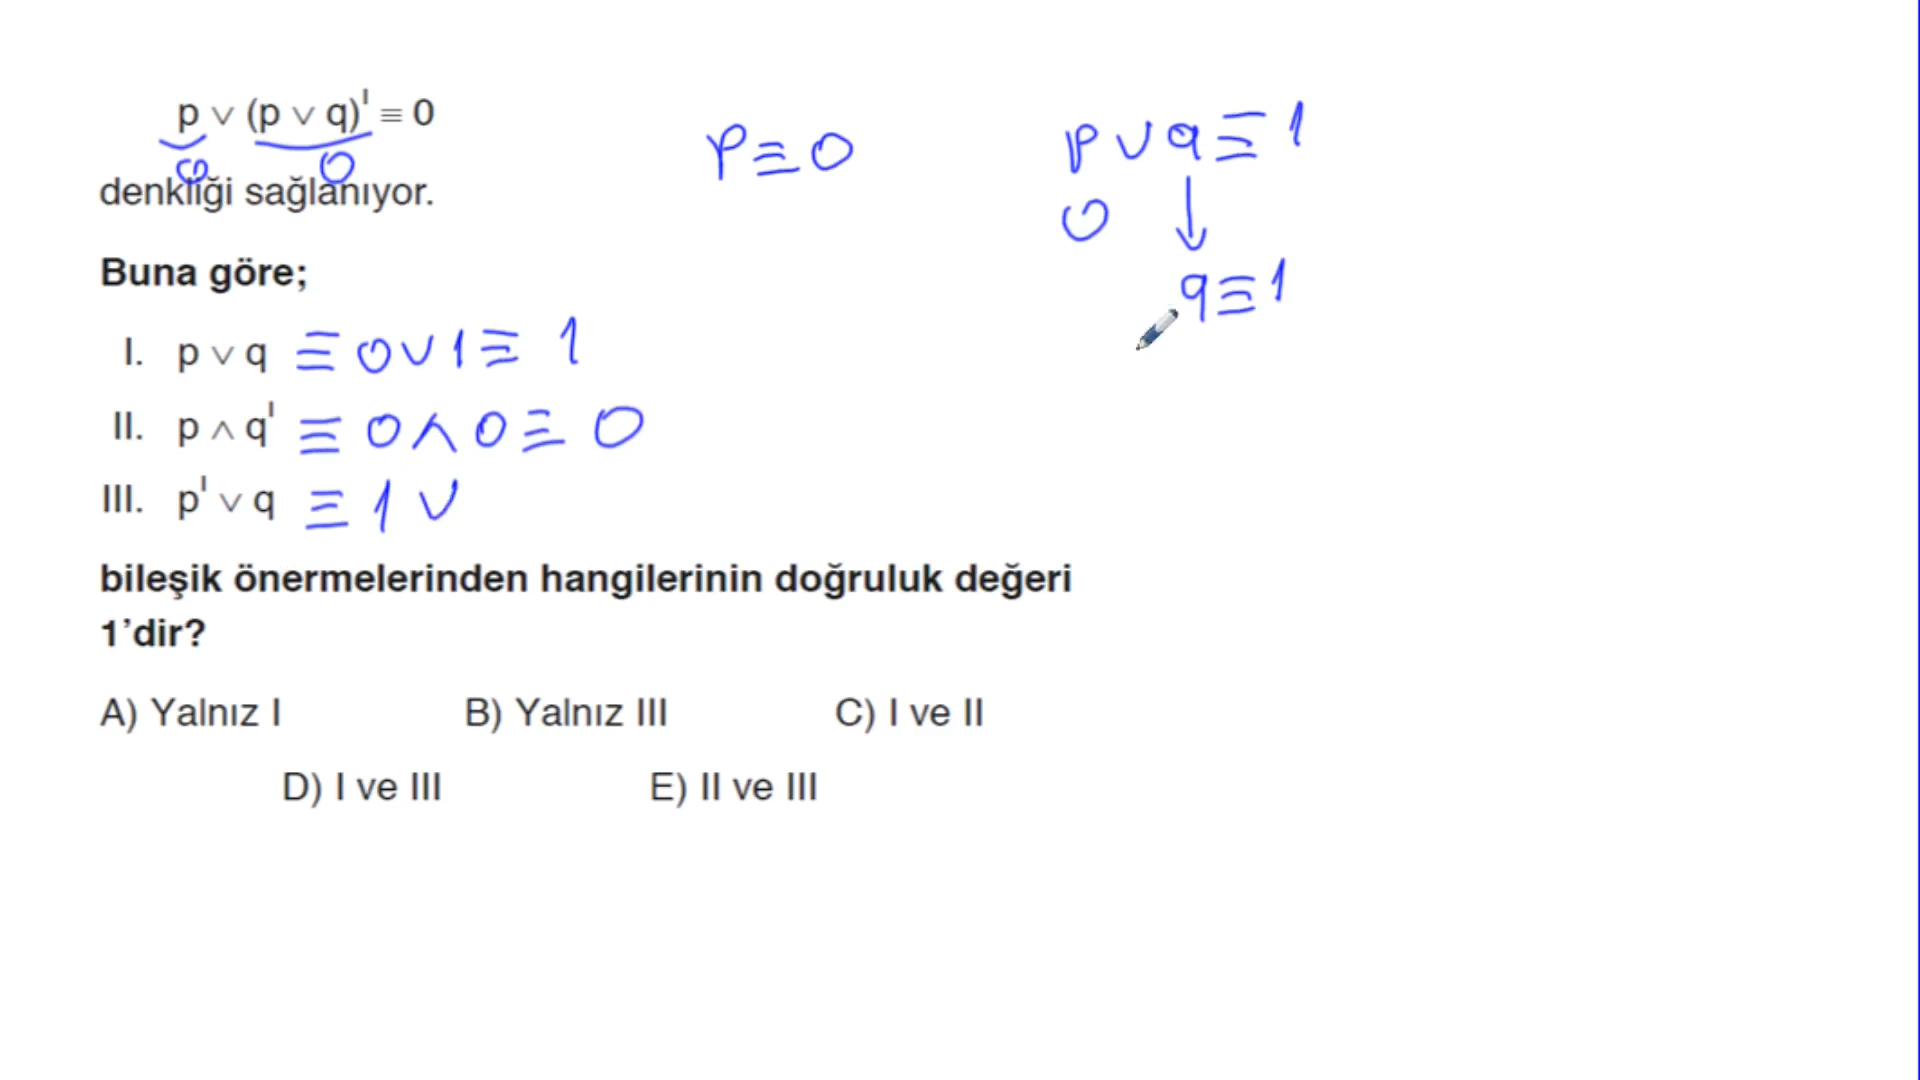 p ∨ (p ∨ q)' ≡ 0
0 0
p ≡ 0
p ∨ q ≡ 1
0
q ≡ 1
denkliği sağlanıyor.
Buna göre;
I. p ∨ q ≡ 0 ∨ 1 ≡ 1
II. p ∧ q' ≡ 0 ∧ 0 ≡ 0
III. p' ∨ q ≡ 1 ∨
bileşik önermelerinden hangilerinin doğruluk değeri
1'dir?
A) Yalnız I B) Yalnız III C) I ve II
D) I ve III E) II ve III